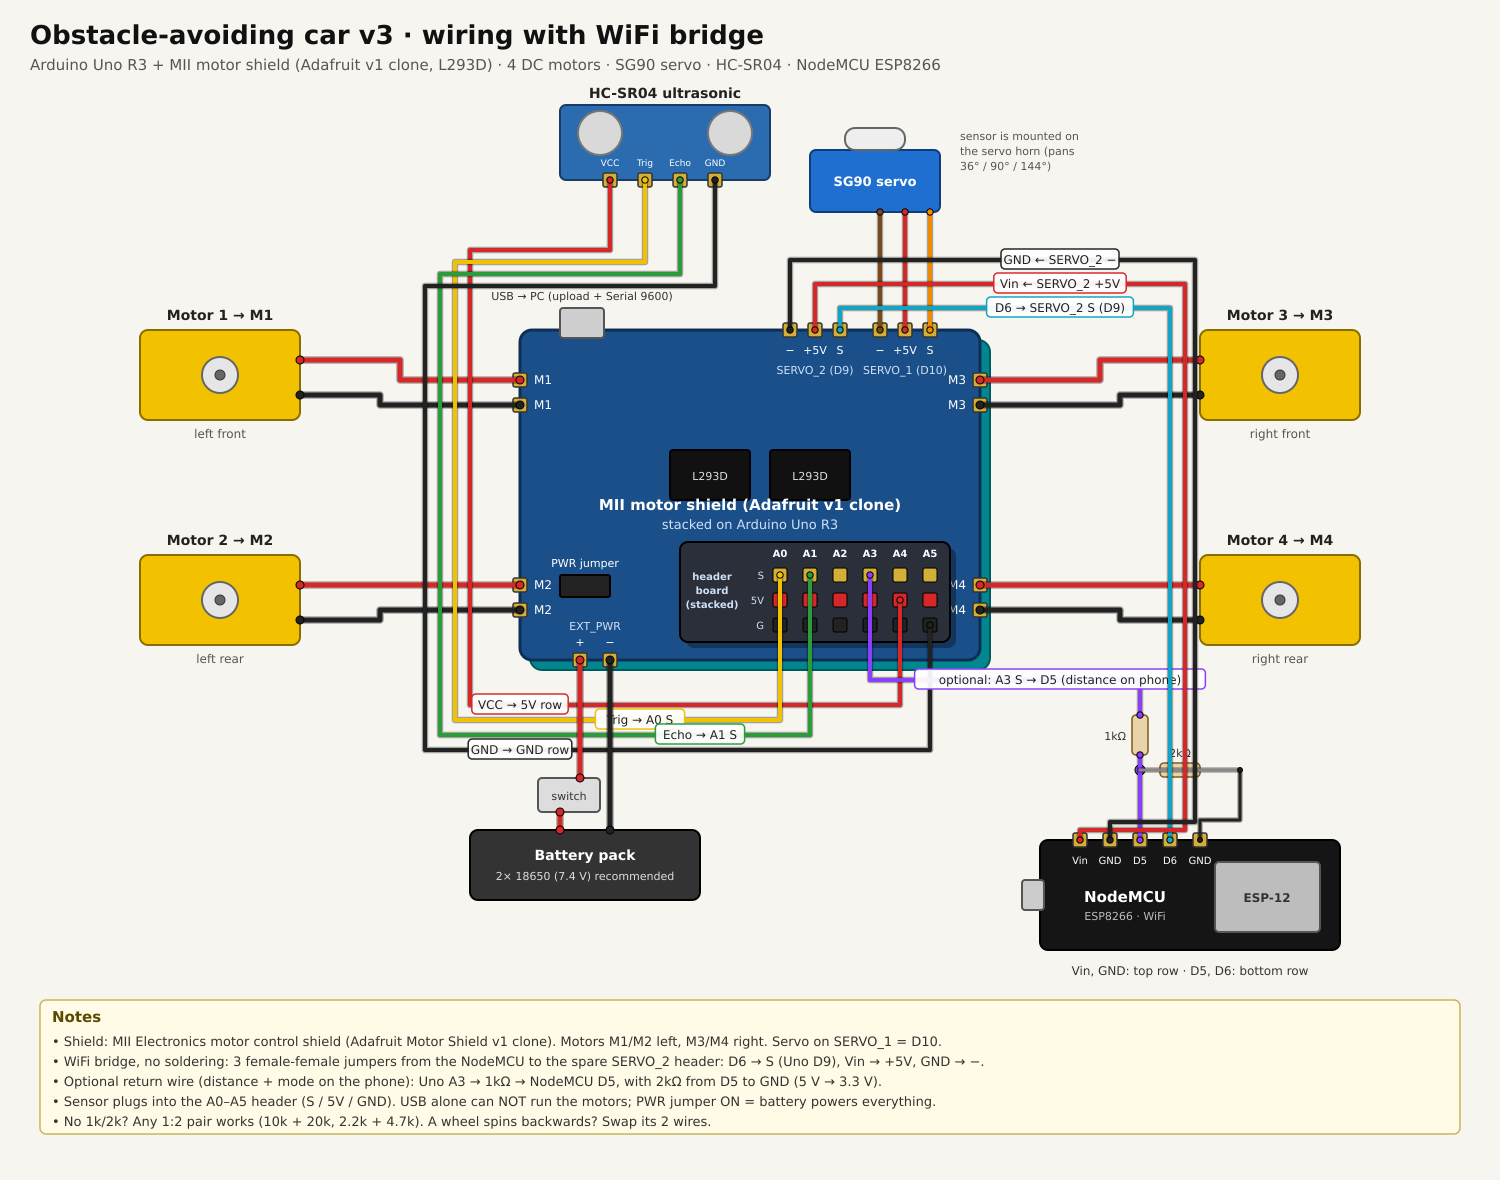 Obstacle-avoiding car v3 · wiring with WiFi bridge
Arduino Uno R3 + MII motor shield (Adafruit v1 clone, L293D) · 4 DC motors · SG90 servo · HC-SR04 · NodeMCU ESP8266
HC-SR04 ultrasonic
VCC Trig Echo GND
SG90 servo
sensor is mounted on
the servo horn (pans
36° / 90° / 144°)
GND ← SERVO_2 −
Vin ← SERVO_2 +5V
D6 → SERVO_2 S (D9)
USB → PC (upload + Serial 9600)
Motor 1 → M1
left front
Motor 3 → M3
right front
− +5V S − +5V S
SERVO_2 (D9) SERVO_1 (D10)
M1
M1
M3
M3
L293D L293D
MII motor shield (Adafruit v1 clone)
stacked on Arduino Uno R3
Motor 2 → M2
left rear
Motor 4 → M4
right rear
PWR jumper
M2
M2
M4
M4
EXT_PWR
+ −
header
board
(stacked)
A0 A1 A2 A3 A4 A5
S
5V
G
optional: A3 S → D5 (distance on phone)
VCC → 5V row
Trig → A0 S
Echo → A1 S
GND → GND row
1kΩ
2kΩ
switch
Battery pack
2× 18650 (7.4 V) recommended
Vin GND D5 D6 GND
NodeMCU
ESP8266 · WiFi
ESP-12
Vin, GND: top row · D5, D6: bottom row
Notes
• Shield: MII Electronics motor control shield (Adafruit Motor Shield v1 clone). Motors M1/M2 left, M3/M4 right. Servo on SERVO_1 = D10.
• WiFi bridge, no soldering: 3 female-female jumpers from the NodeMCU to the spare SERVO_2 header: D6 → S (Uno D9), Vin → +5V, GND → −.
• Optional return wire (distance + mode on the phone): Uno A3 → 1kΩ → NodeMCU D5, with 2kΩ from D5 to GND (5 V → 3.3 V).
• Sensor plugs into the A0–A5 header (S / 5V / GND). USB alone can NOT run the motors; PWR jumper ON = battery powers everything.
• No 1k/2k? Any 1:2 pair works (10k + 20k, 2.2k + 4.7k). A wheel spins backwards? Swap its 2 wires.